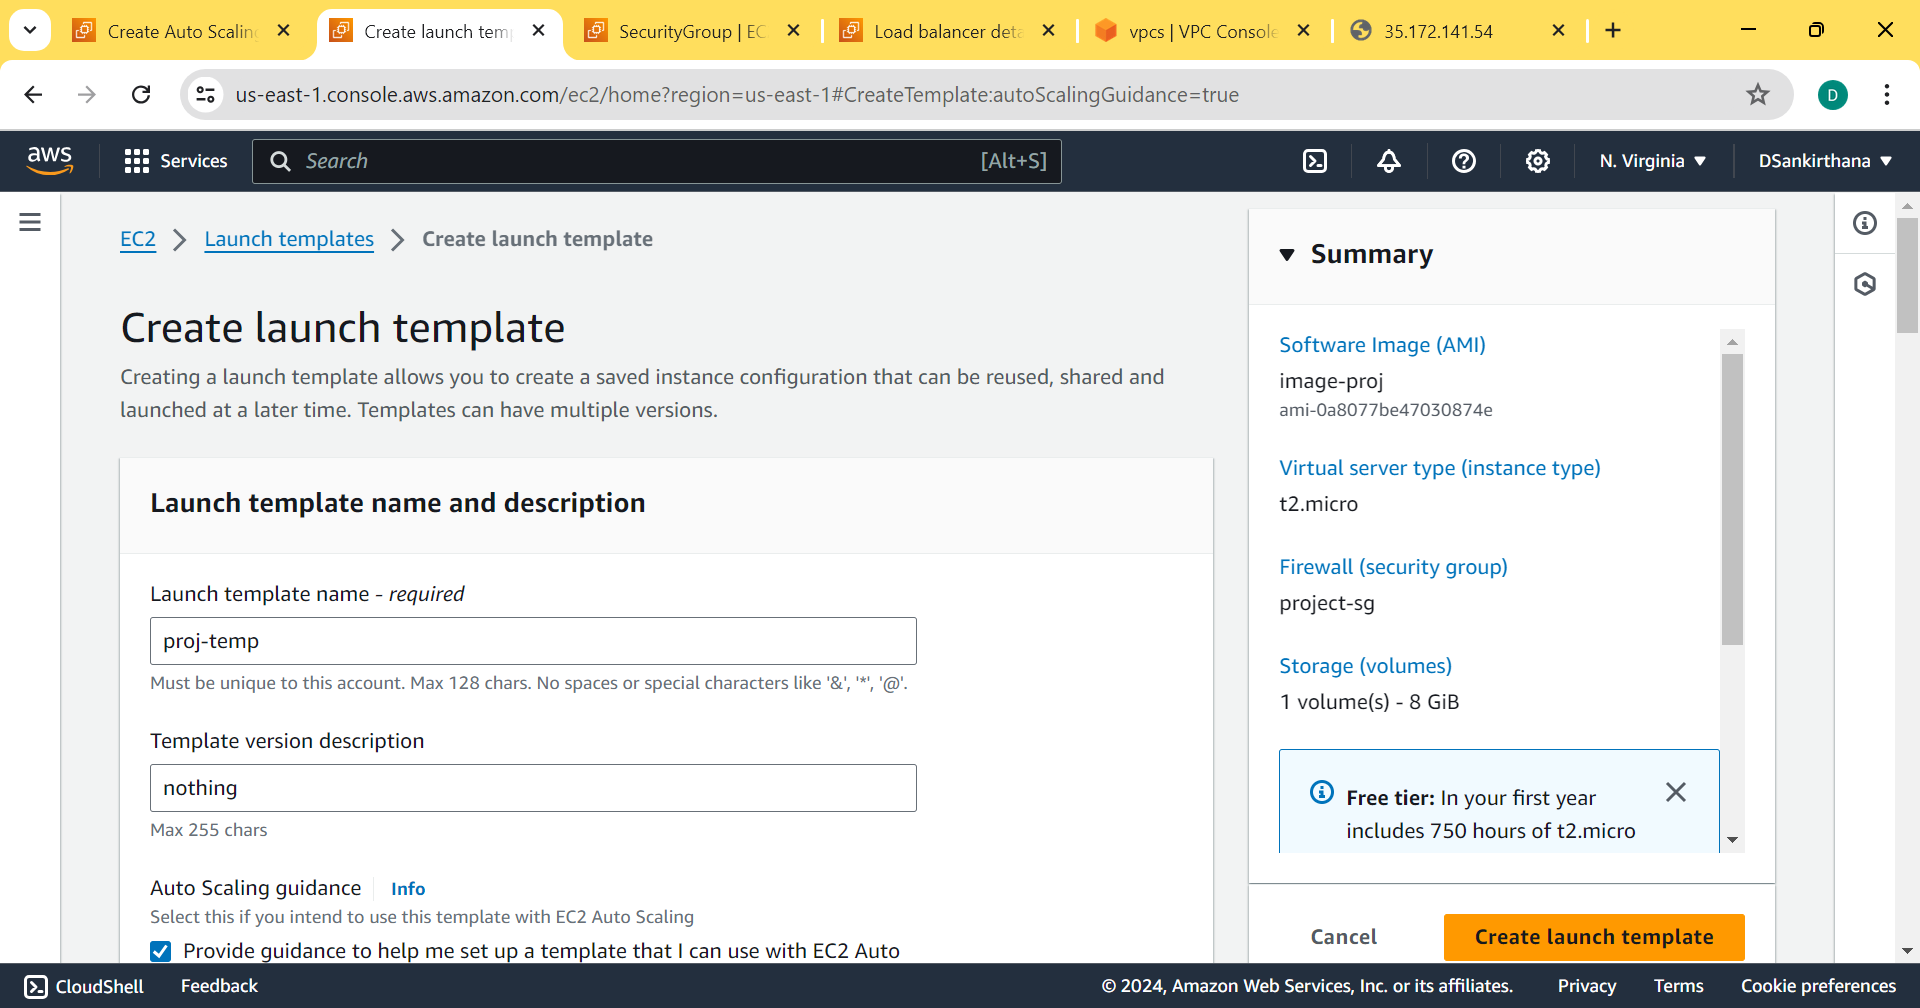 Create Auto Scaling
Create launch temp
SecurityGroup | EC
Load balancer deta
vpcs | VPC Console
35.172.141.54
us-east-1.console.aws.amazon.com/ec2/home?region=us-east-1#CreateTemplate:autoScalingGuidance=true
D
aws
Services
Search
[Alt+S]
N. Virginia
DSankirthana
EC2
Launch templates
Create launch template
Create launch template
Creating a launch template allows you to create a saved instance configuration that can be reused, shared and
launched at a later time. Templates can have multiple versions.
Launch template name and description
Launch template name - required
proj-temp
Must be unique to this account. Max 128 chars. No spaces or special characters like '&', '*', '@'.
Template version description
nothing
Max 255 chars
Auto Scaling guidance
Info
Select this if you intend to use this template with EC2 Auto Scaling
Provide guidance to help me set up a template that I can use with EC2 Auto
Summary
Software Image (AMI)
image-proj
ami-0a8077be47030874e
Virtual server type (instance type)
t2.micro
Firewall (security group)
project-sg
Storage (volumes)
1 volume(s) - 8 GiB
Free tier: In your first year
includes 750 hours of t2.micro
Cancel
Create launch template
CloudShell
Feedback
© 2024, Amazon Web Services, Inc. or its affiliates.
Privacy
Terms
Cookie preferences